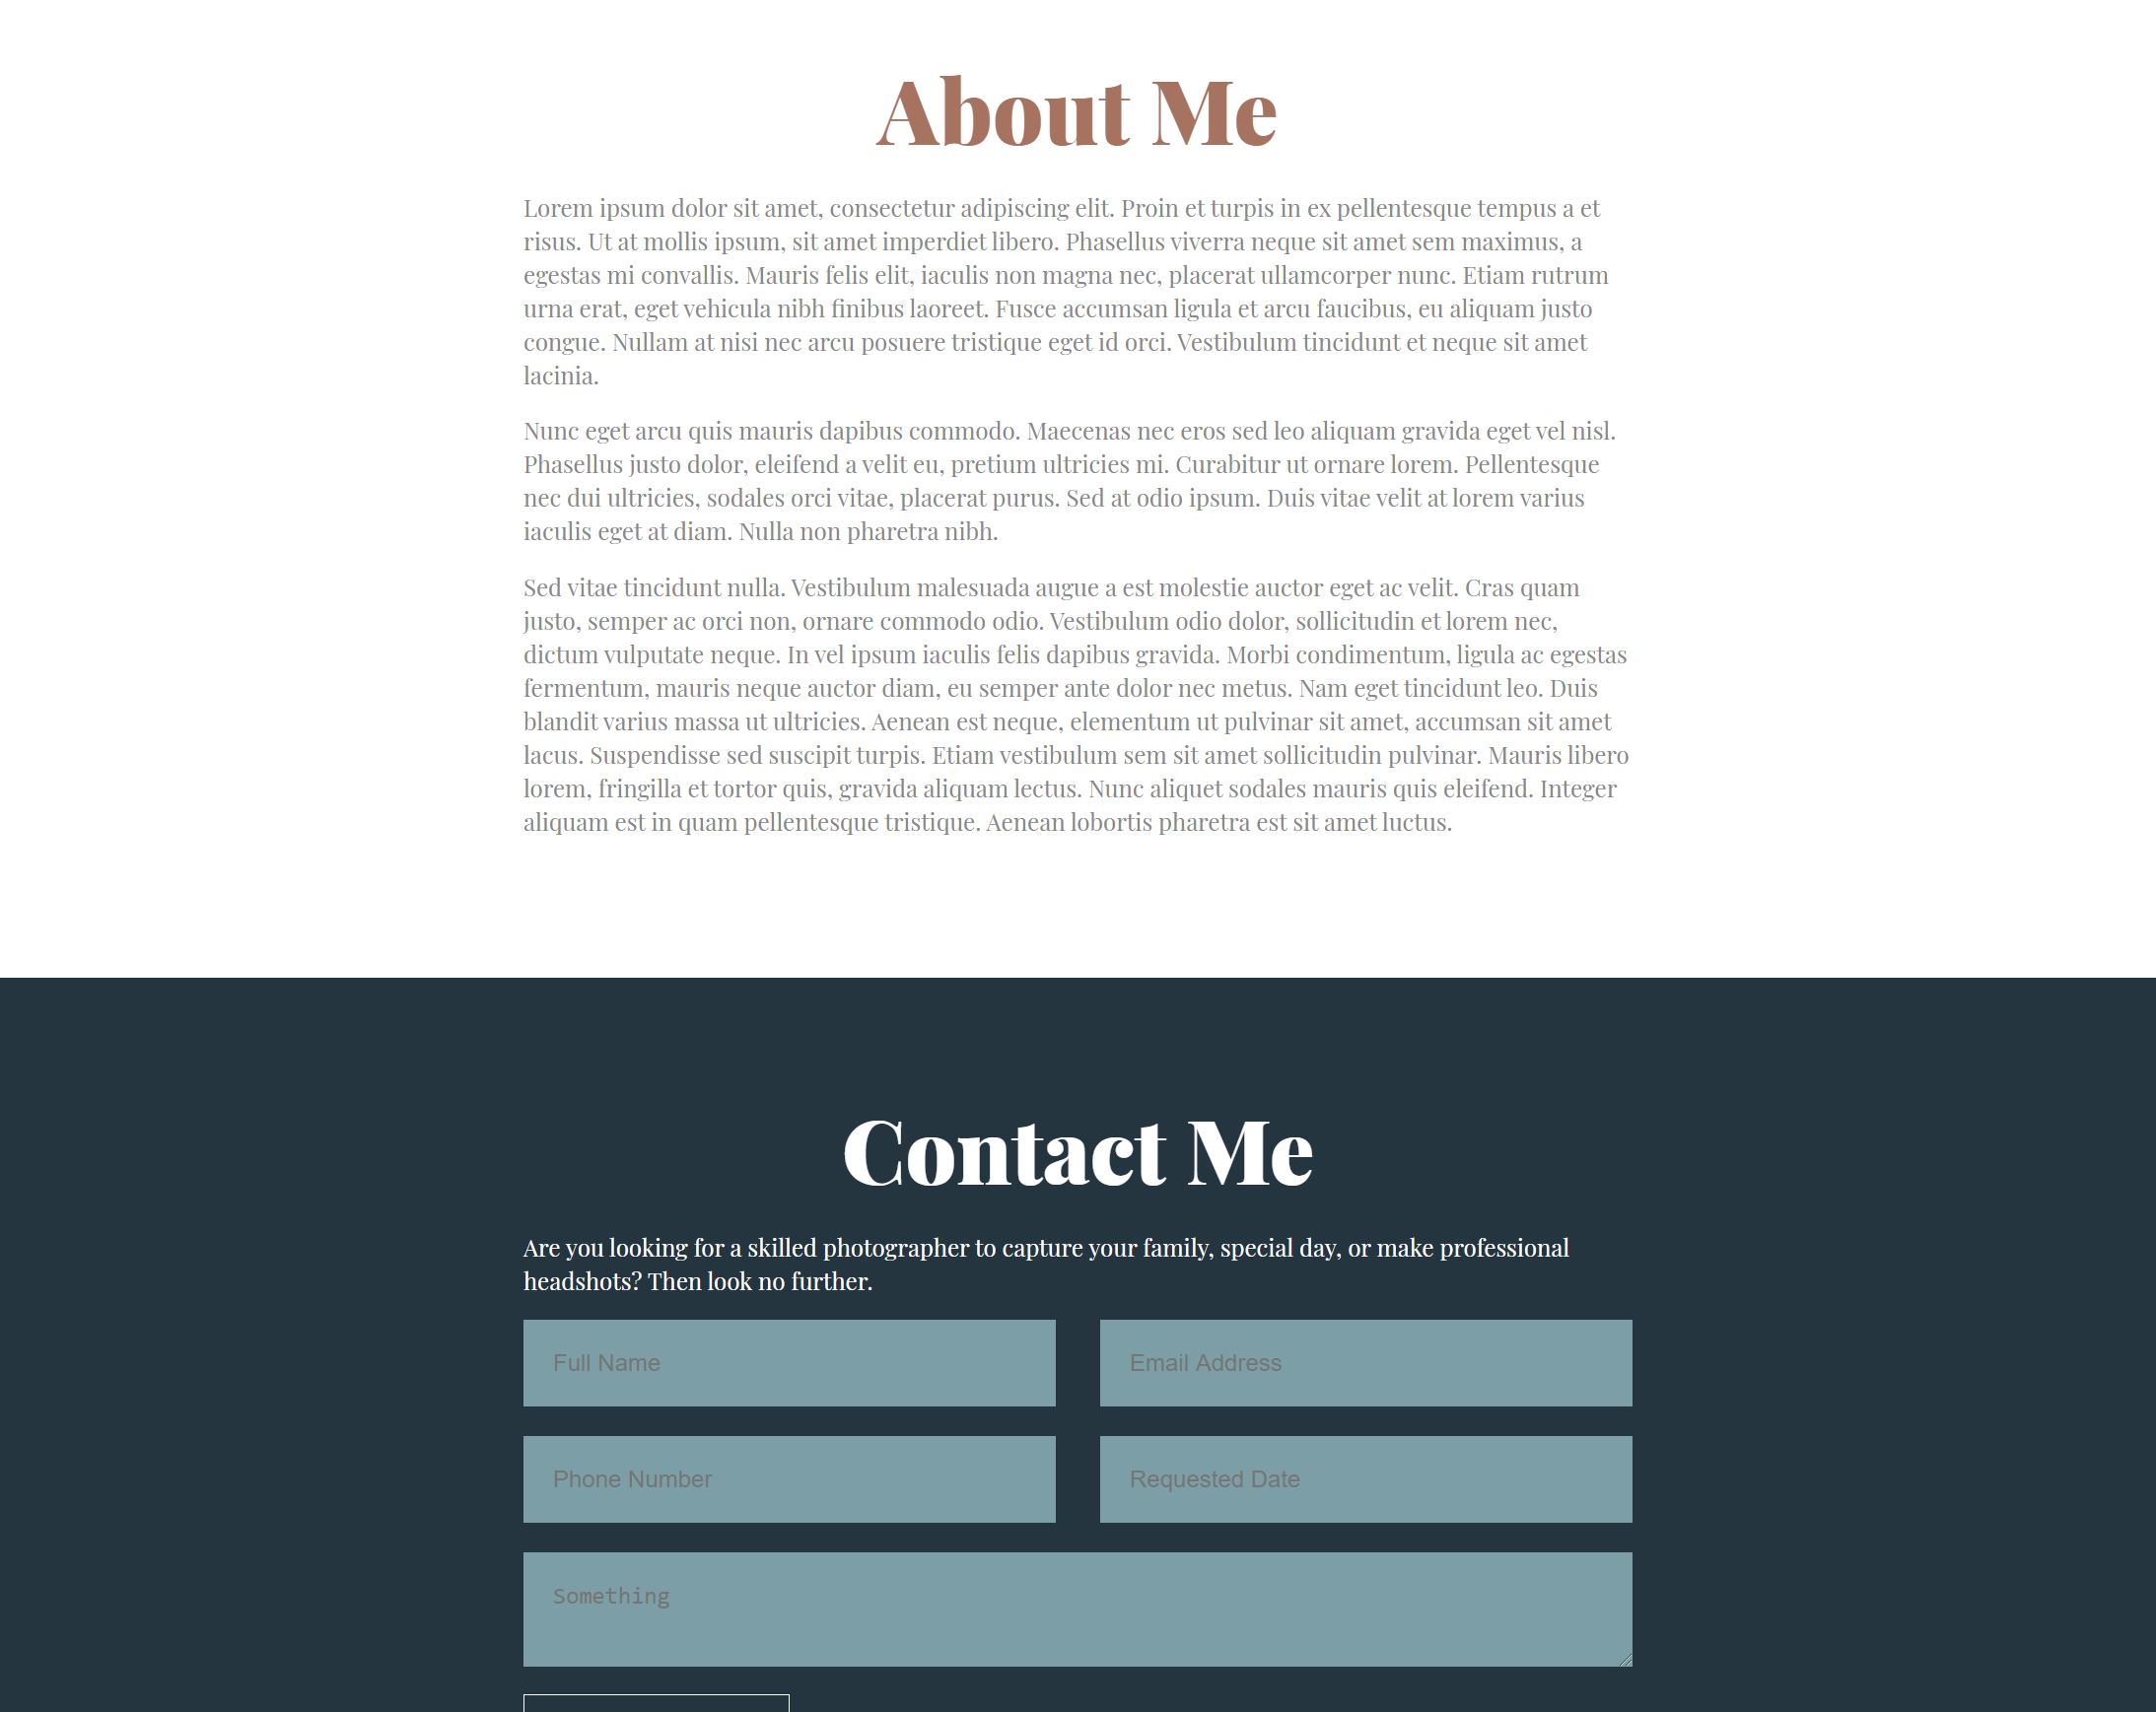 About Me
Lorem ipsum dolor sit amet, consectetur adipiscing elit. Proin et turpis in ex pellentesque tempus a et
risus. Ut at mollis ipsum, sit amet imperdiet libero. Phasellus viverra neque sit amet sem maximus, a
egestas mi convallis. Mauris felis elit, iaculis non magna nec, placerat ullamcorper nunc. Etiam rutrum
urna erat, eget vehicula nibh finibus laoreet. Fusce accumsan ligula et arcu faucibus, eu aliquam justo
congue. Nullam at nisi nec arcu posuere tristique eget id orci. Vestibulum tincidunt et neque sit amet
lacinia.
Nunc eget arcu quis mauris dapibus commodo. Maecenas nec eros sed leo aliquam gravida eget vel nisl.
Phasellus justo dolor, eleifend a velit eu, pretium ultricies mi. Curabitur ut ornare lorem. Pellentesque
nec dui ultricies, sodales orci vitae, placerat purus. Sed at odio ipsum. Duis vitae velit at lorem varius
iaculis eget at diam. Nulla non pharetra nibh.
Sed vitae tincidunt nulla. Vestibulum malesuada augue a est molestie auctor eget ac velit. Cras quam
justo, semper ac orci non, ornare commodo odio. Vestibulum odio dolor, sollicitudin et lorem nec,
dictum vulputate neque. In vel ipsum iaculis felis dapibus gravida. Morbi condimentum, ligula ac egestas
fermentum, mauris neque auctor diam, eu semper ante dolor nec metus. Nam eget tincidunt leo. Duis
blandit varius massa ut ultricies. Aenean est neque, elementum ut pulvinar sit amet, accumsan sit amet
lacus. Suspendisse sed suscipit turpis. Etiam vestibulum sem sit amet sollicitudin pulvinar. Mauris libero
lorem, fringilla et tortor quis, gravida aliquam lectus. Nunc aliquet sodales mauris quis eleifend. Integer
aliquam est in quam pellentesque tristique. Aenean lobortis pharetra est sit amet luctus.
Contact Me
Are you looking for a skilled photographer to capture your family, special day, or make professional
headshots? Then look no further.
Full Name
Email Address
Phone Number
Requested Date
Something